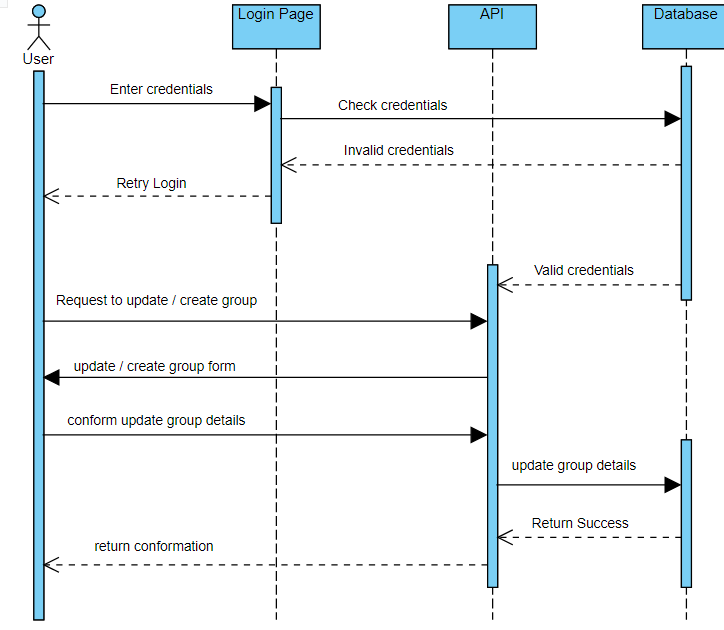 Login Page
API
Database
User
Enter credentials
Check credentials
Invalid credentials
Retry Login
Valid credentials
Request to update / create group
update / create group form
conform update group details
update group details
Return Success
return conformation